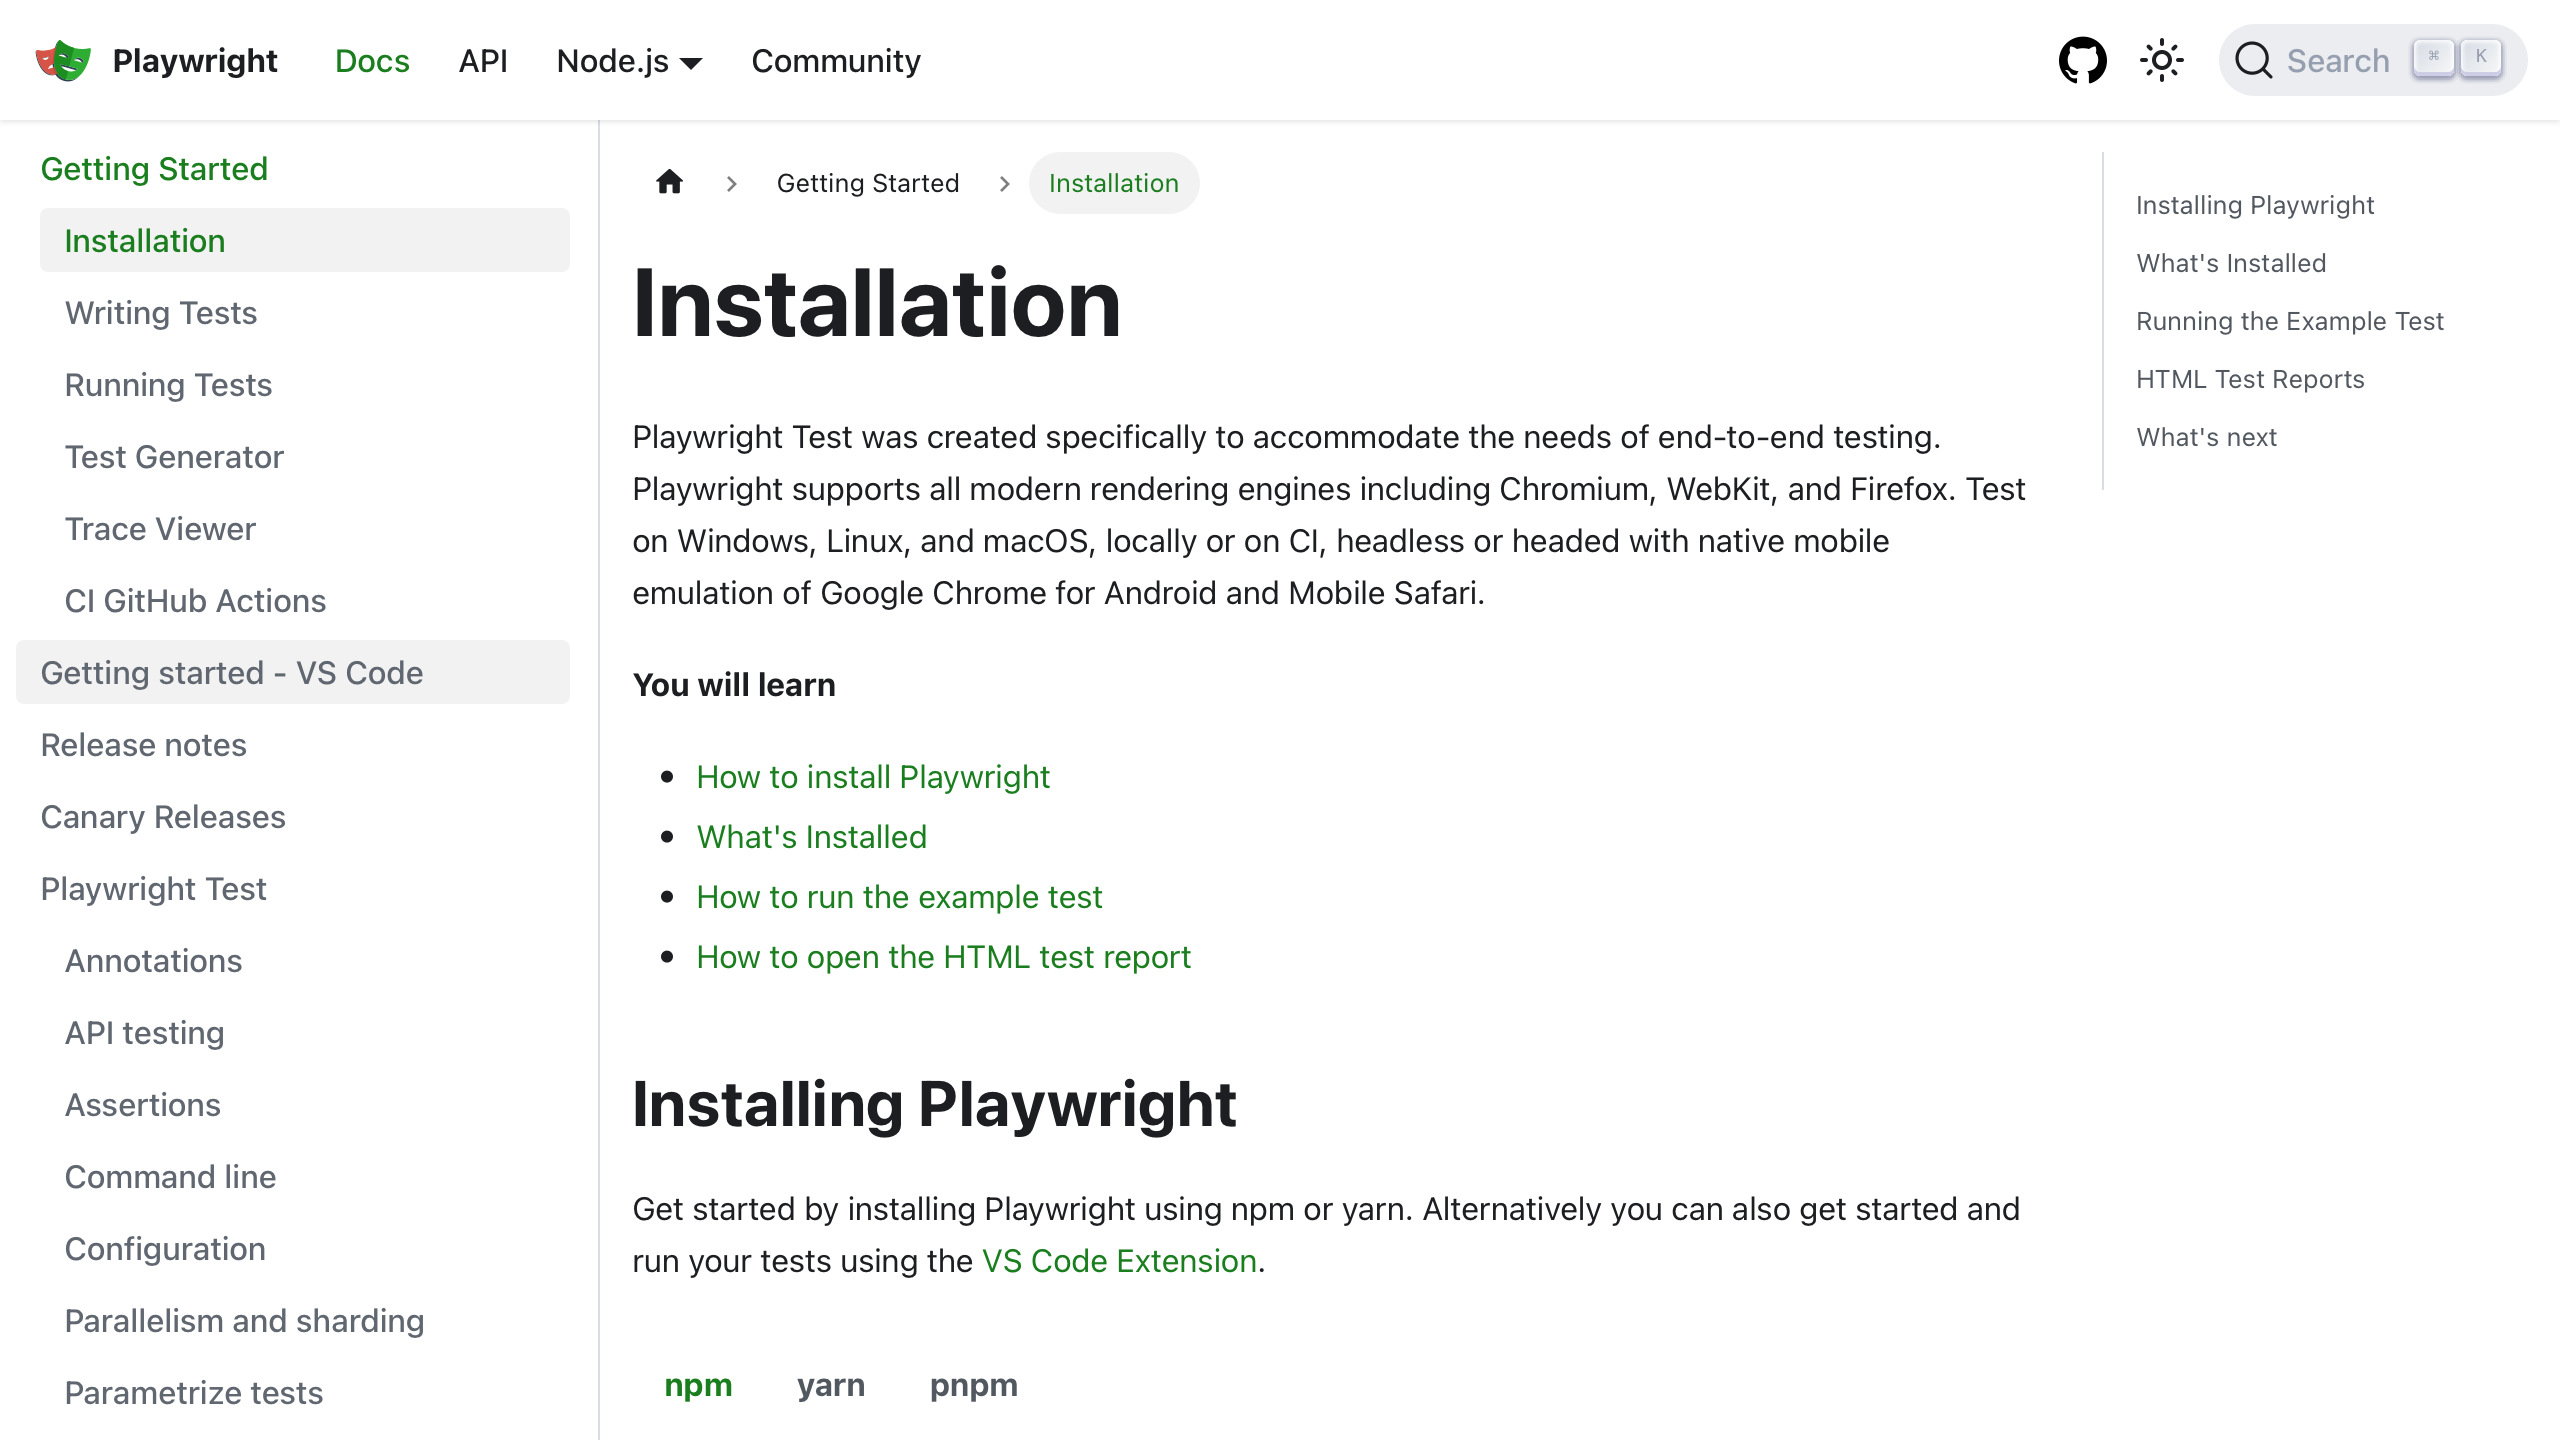 Playwright
Docs
API
Node.js
Community
Search
⌘
K
Getting Started
Installation
Writing Tests
Running Tests
Test Generator
Trace Viewer
CI GitHub Actions
Getting started - VS Code
Release notes
Canary Releases
Playwright Test
Annotations
API testing
Assertions
Command line
Configuration
Parallelism and sharding
Parametrize tests
Getting Started
Installation
Installation
Playwright Test was created specifically to accommodate the needs of end-to-end testing.
Playwright supports all modern rendering engines including Chromium, WebKit, and Firefox. Test
on Windows, Linux, and macOS, locally or on CI, headless or headed with native mobile
emulation of Google Chrome for Android and Mobile Safari.
You will learn
How to install Playwright
What's Installed
How to run the example test
How to open the HTML test report
Installing Playwright
Get started by installing Playwright using npm or yarn. Alternatively you can also get started and
run your tests using the VS Code Extension.
npm
yarn
pnpm
Installing Playwright
What's Installed
Running the Example Test
HTML Test Reports
What's next